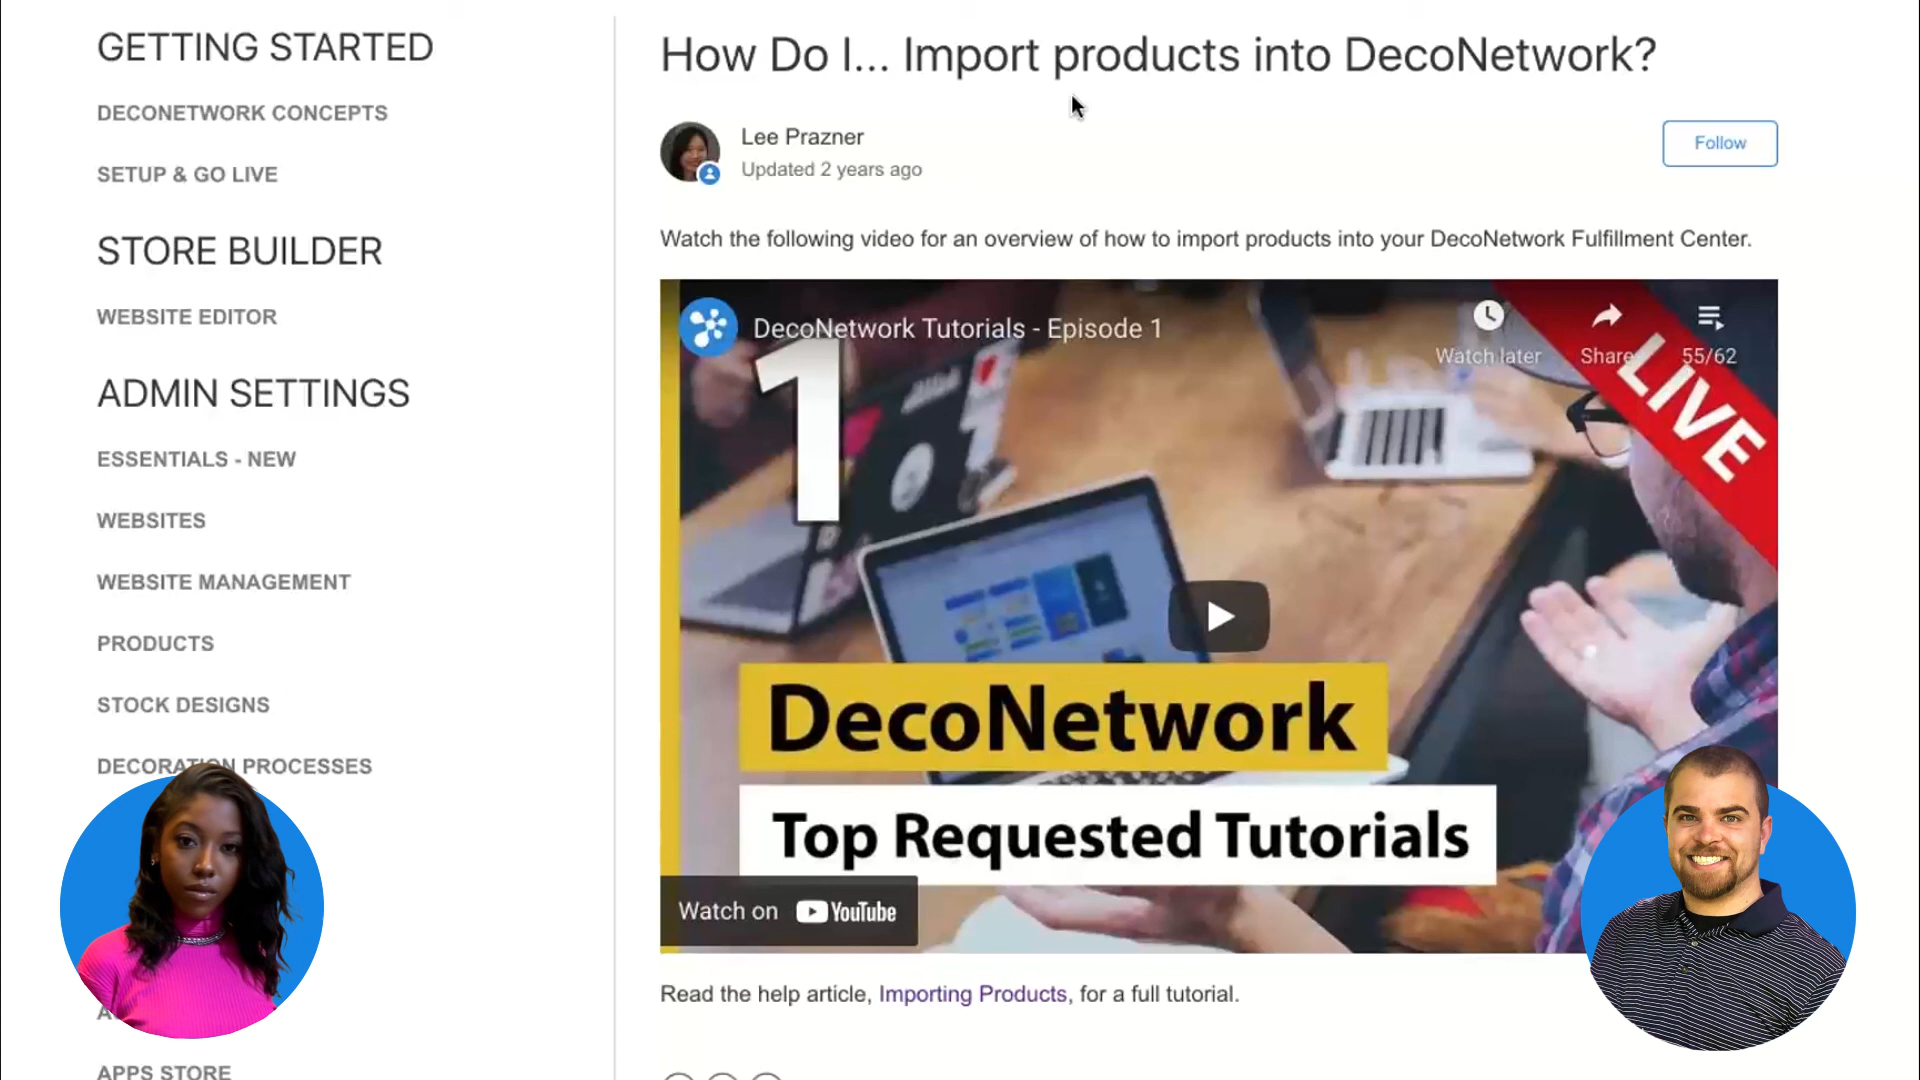 GETTING STARTED
DECONETWORK CONCEPTS
SETUP & GO LIVE
STORE BUILDER
WEBSITE EDITOR
ADMIN SETTINGS
ESSENTIALS - NEW
WEBSITES
WEBSITE MANAGEMENT
PRODUCTS
STOCK DESIGNS
DECORATION PROCESSES
APPS STORE
How Do I... Import products into DecoNetwork?
Lee Prazner
Updated 2 years ago
Follow
Watch the following video for an overview of how to import products into your DecoNetwork Fulfillment Center.
DecoNetwork Tutorials - Episode 1
Watch later
Share
55/62
LIVE
1
DecoNetwork
Top Requested Tutorials
Watch on YouTube
Read the help article, Importing Products, for a full tutorial.